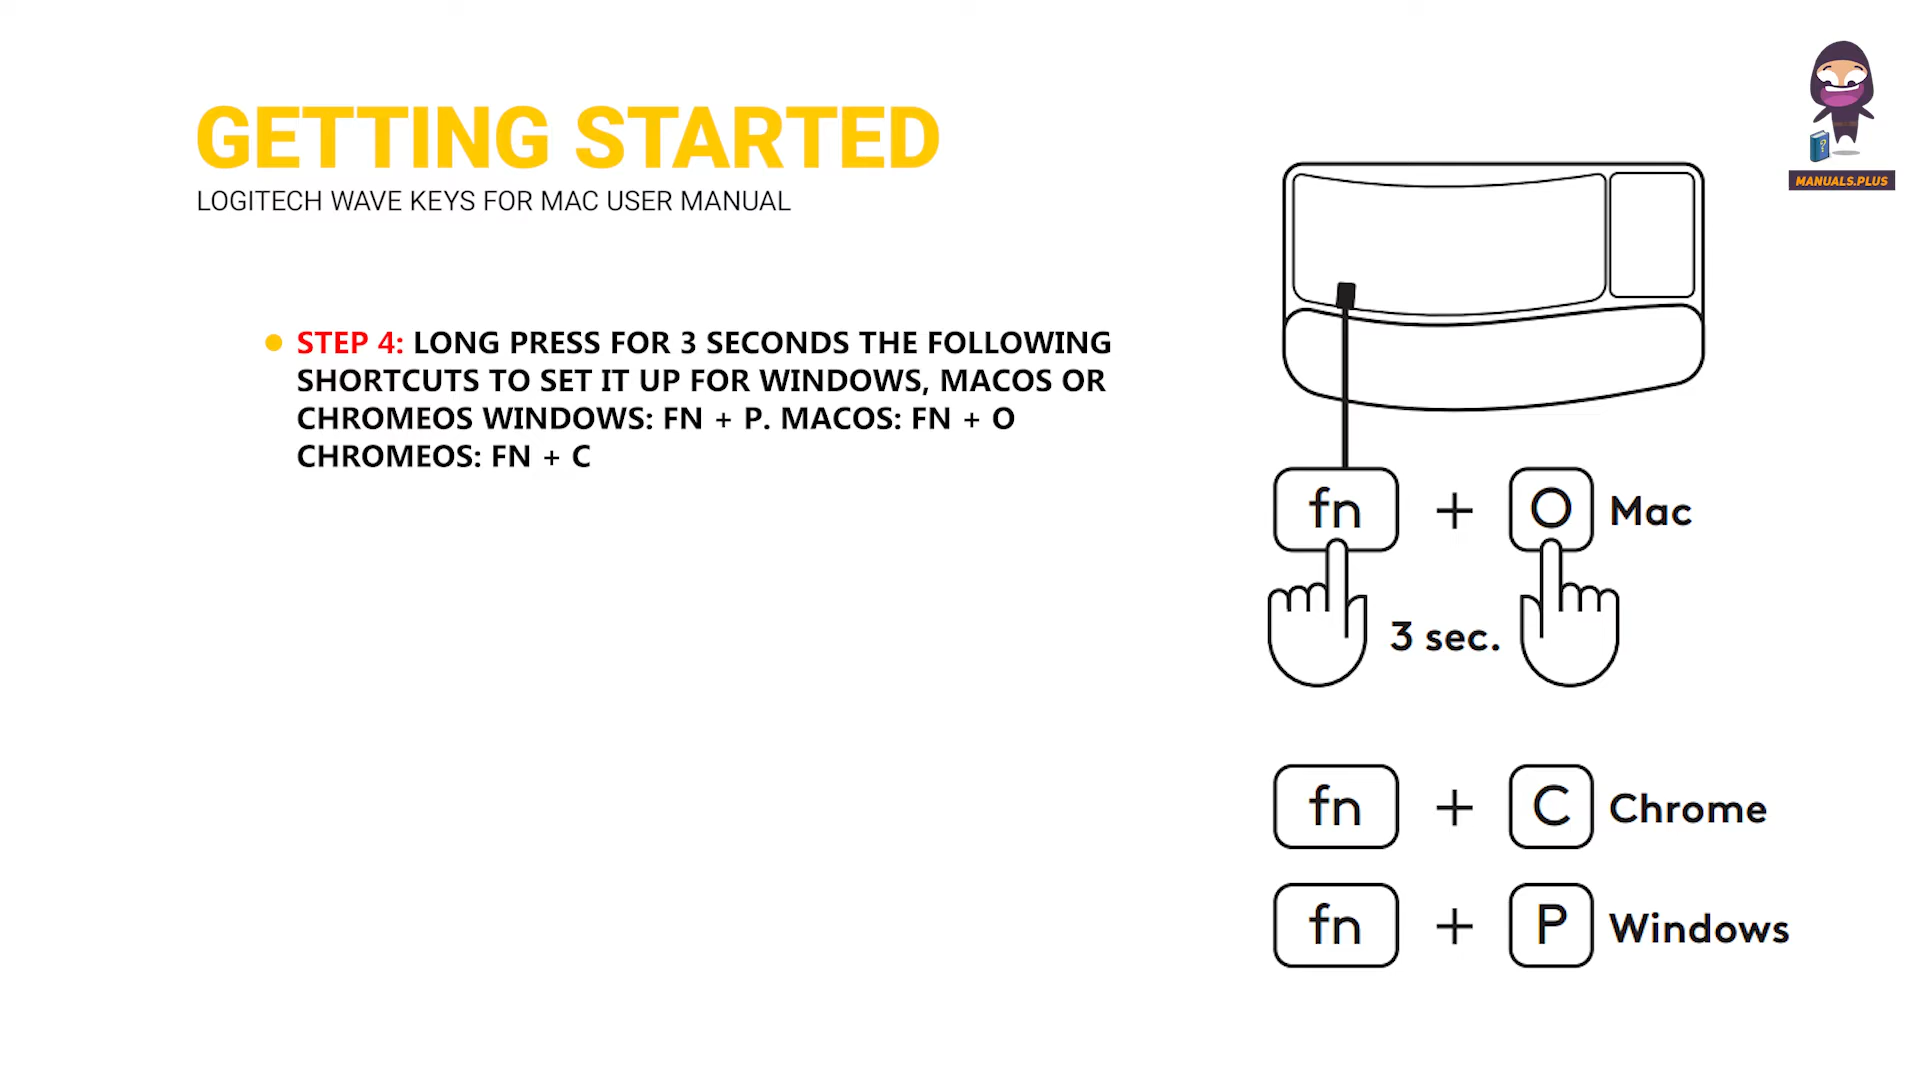 GETTING STARTED
LOGITECH WAVE KEYS FOR MAC USER MANUAL
STEP 4: LONG PRESS FOR 3 SECONDS THE FOLLOWING
SHORTCUTS TO SET IT UP FOR WINDOWS, MACOS OR
CHROMEOS WINDOWS: FN + P. MACOS: FN + O
CHROMEOS: FN + C
?
MANUALS.PLUS
fn + O Mac
3 sec.
fn + C Chrome
fn + P Windows